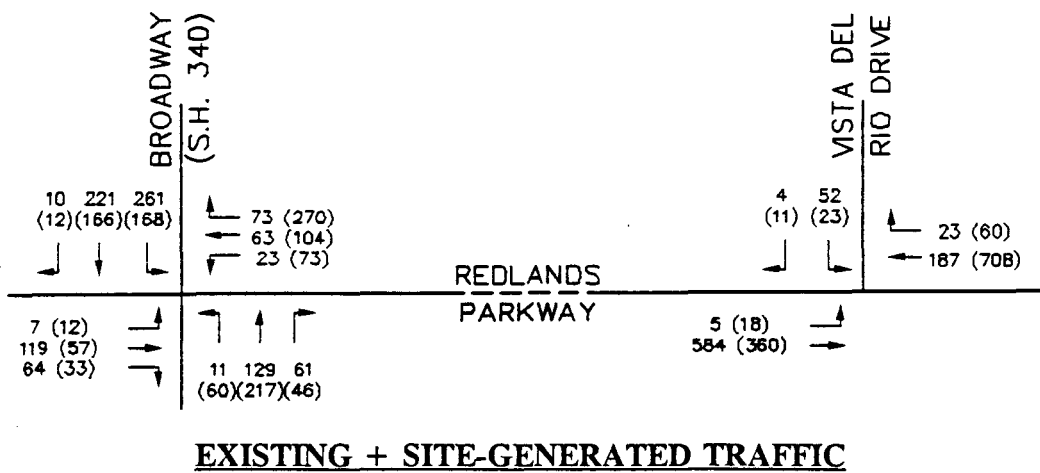 BROADWAY
(S.H. 340)
VISTA DEL
RIO DRIVE
10 221 261
(12)(166)(168)
73 (270)
63 (104)
23 (73)
4 52
(11) (23)
23 (60)
187 (708)
REDLANDS
PARKWAY
7 (12)
119 (57)
64 (33)
11 129 61
(60)(217)(46)
5 (18)
584 (360)
EXISTING + SITE-GENERATED TRAFFIC